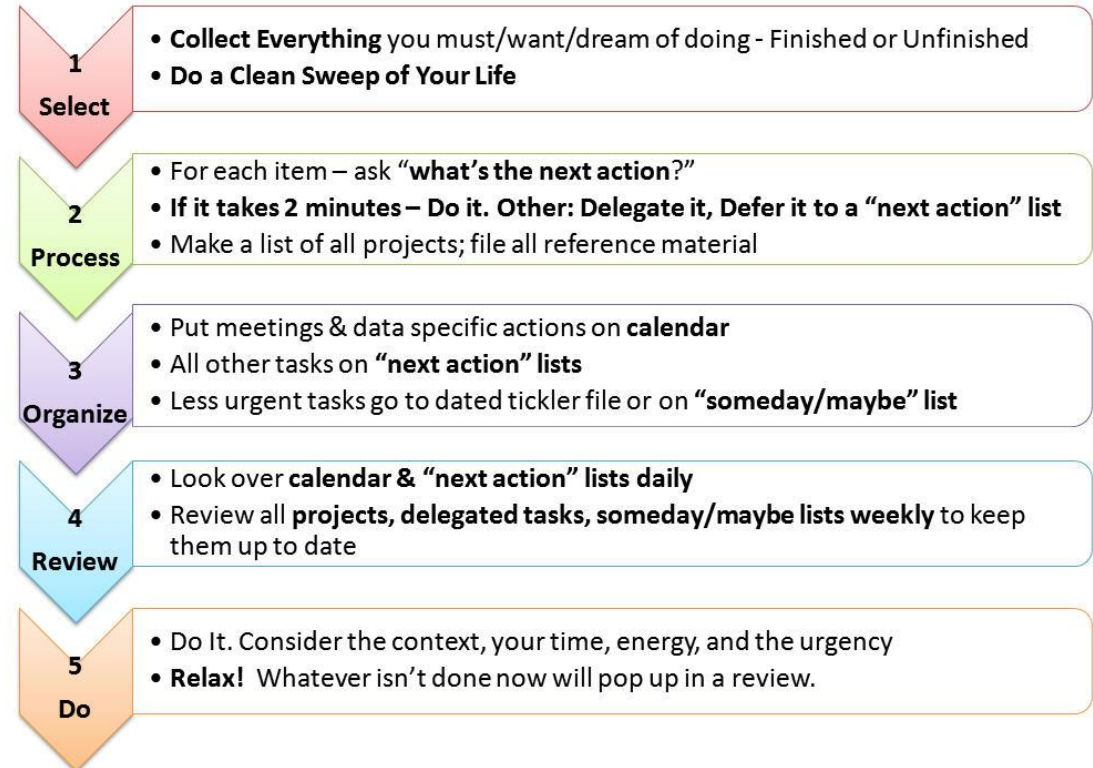 1
Select
• Collect Everything you must/want/dream of doing - Finished or Unfinished
• Do a Clean Sweep of Your Life
2
Process
• For each item – ask “what’s the next action?”
• If it takes 2 minutes – Do it. Other: Delegate it, Defer it to a “next action” list
• Make a list of all projects; file all reference material
3
Organize
• Put meetings & data specific actions on calendar
• All other tasks on “next action” lists
• Less urgent tasks go to dated tickler file or on “someday/maybe” list
4
Review
• Look over calendar & “next action” lists daily
• Review all projects, delegated tasks, someday/maybe lists weekly to keep
them up to date
5
Do
• Do It. Consider the context, your time, energy, and the urgency
• Relax!  Whatever isn’t done now will pop up in a review.